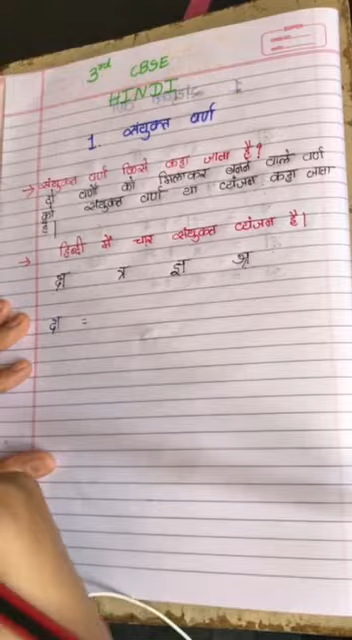 3rd CBSE
HINDI
1. संयुक्त वर्ण
→ संयुक्त वर्ण किसे कहा जाता है?
दो वर्णों को मिलाकर बनने वाले वर्ण
को संयुक्त वर्ण या व्यंजन कहा जाता
है।
→ हिन्दी में चार संयुक्त व्यंजन है।
क्ष त्र ज्ञ श्र
क्ष =